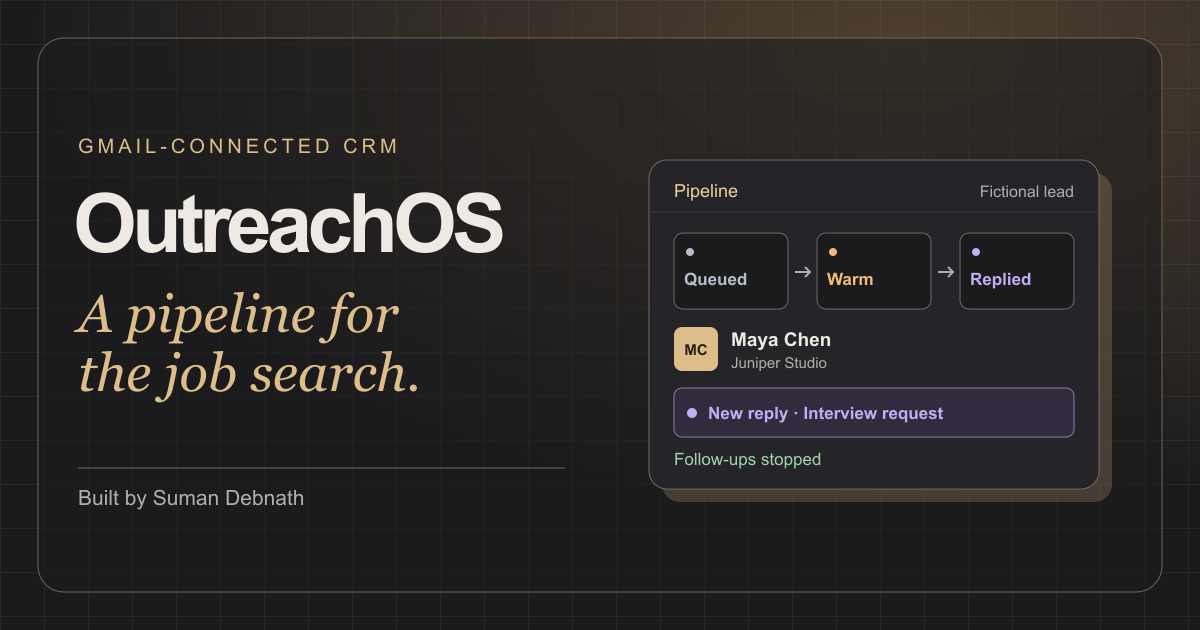 GMAIL-CONNECTED CRM
OutreachOS
A pipeline for
the job search.
Built by Suman Debnath
Pipeline
Fictional lead
Queued
Warm
Replied
MC
Maya Chen
Juniper Studio
New reply · Interview request
Follow-ups stopped